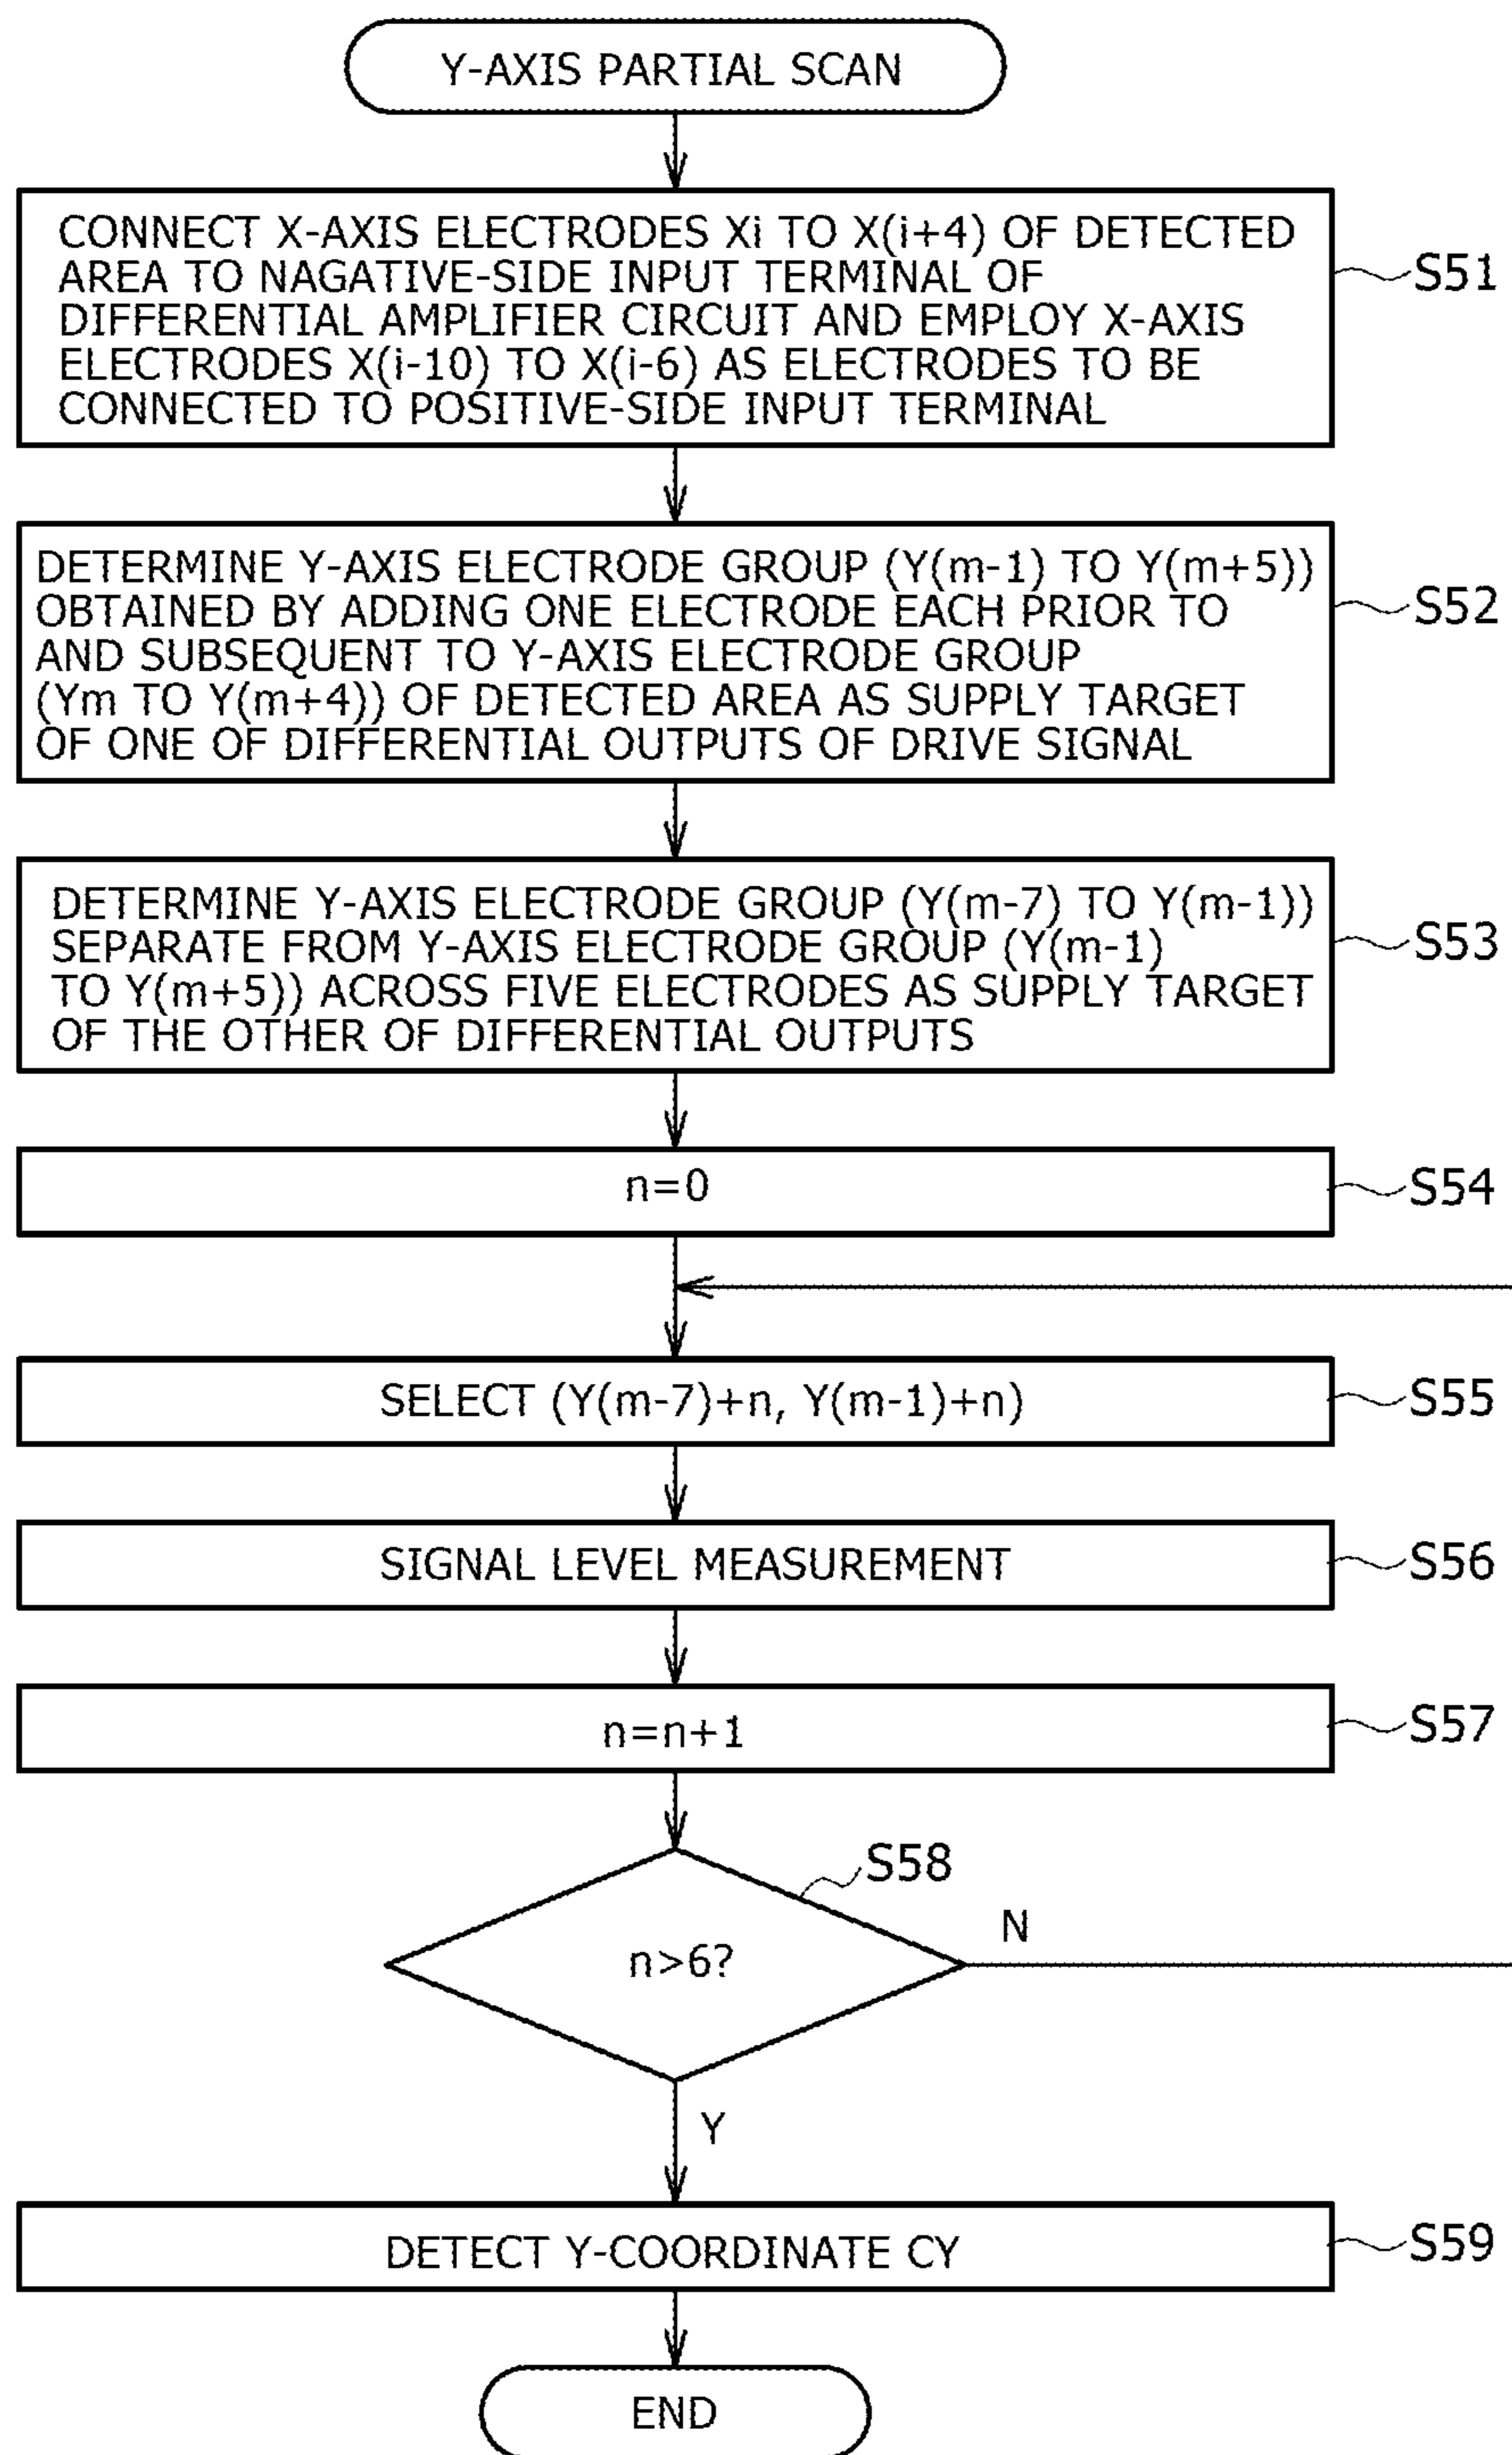 Y-AXIS PARTIAL SCAN
CONNECT X-AXIS ELECTRODES Xi TO X(i+4) OF DETECTED
AREA TO NAGATIVE-SIDE INPUT TERMINAL OF
DIFFERENTIAL AMPLIFIER CIRCUIT AND EMPLOY X-AXIS
ELECTRODES X(i-10) TO X(i-6) AS ELECTRODES TO BE
CONNECTED TO POSITIVE-SIDE INPUT TERMINAL
S51
DETERMINE Y-AXIS ELECTRODE GROUP (Y(m-1) TO Y(m+5))
OBTAINED BY ADDING ONE ELECTRODE EACH PRIOR TO
AND SUBSEQUENT TO Y-AXIS ELECTRODE GROUP
(Ym TO Y(m+4)) OF DETECTED AREA AS SUPPLY TARGET
OF ONE OF DIFFERENTIAL OUTPUTS OF DRIVE SIGNAL
S52
DETERMINE Y-AXIS ELECTRODE GROUP (Y(m-7) TO Y(m-1))
SEPARATE FROM Y-AXIS ELECTRODE GROUP (Y(m-1)
TO Y(m+5)) ACROSS FIVE ELECTRODES AS SUPPLY TARGET
OF THE OTHER OF DIFFERENTIAL OUTPUTS
S53
n=0
S54
SELECT (Y(m-7)+n, Y(m-1)+n)
S55
SIGNAL LEVEL MEASUREMENT
S56
n=n+1
S57
S58
n>6?
N
Y
DETECT Y-COORDINATE CY
S59
END